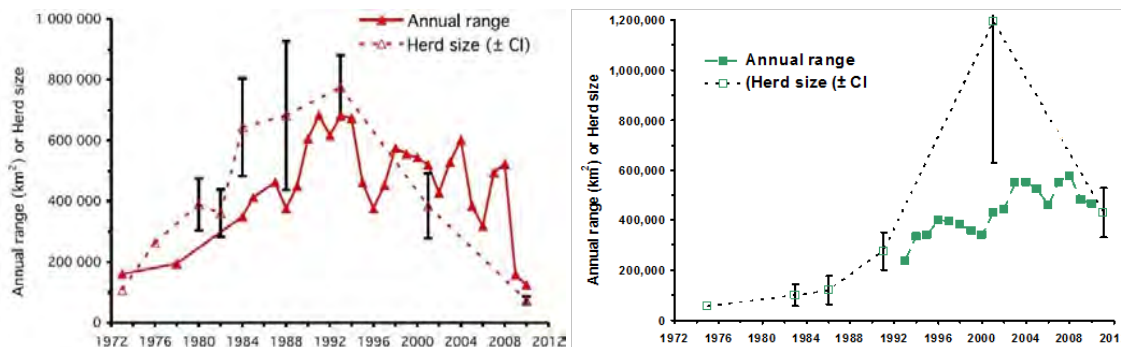 1 000 000
800 000
600 000
400 000
200 000
0
Annual range (km²) or Herd size
Annual range
Herd size (± CI)
1972 1976 1980 1984 1988 1992 1996 2000 2004 2008 2012
1,200,000
1,000,000
800,000
600,000
400,000
200,000
0
Annual range (km²) or Herd size
Annual range
(Herd size (± CI
1972 1976 1980 1984 1988 1992 1996 2000 2004 2008 201